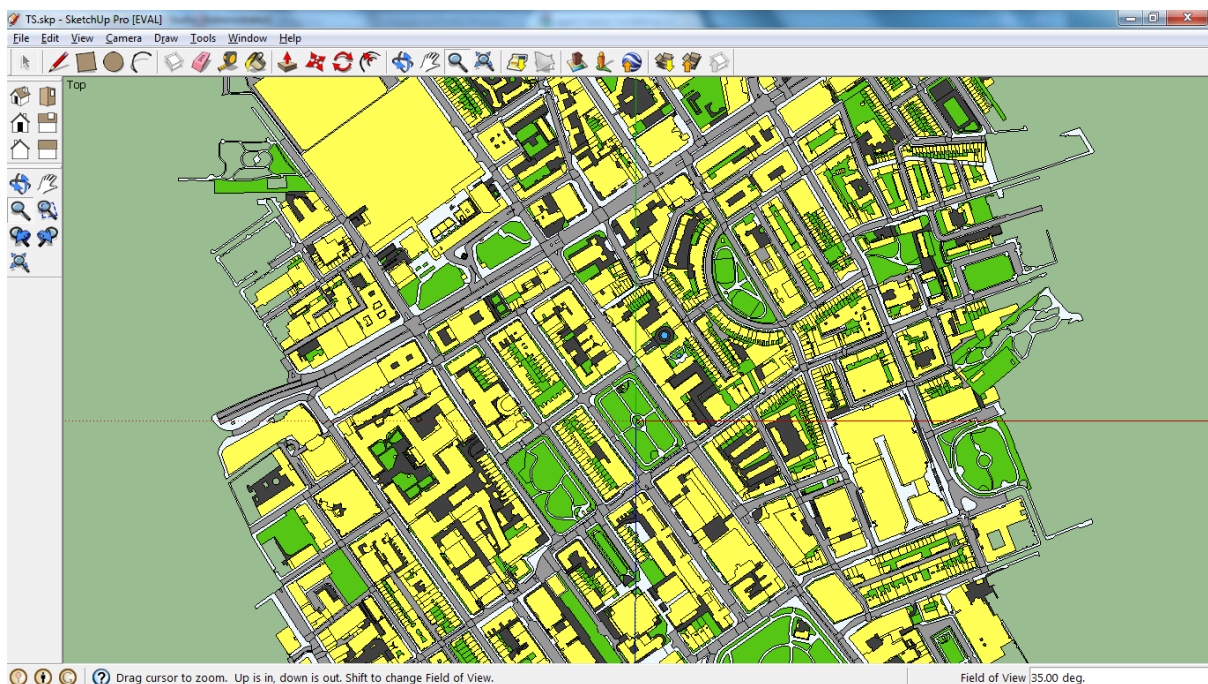 TS.skp - SketchUp Pro [EVAL]
File Edit View Camera Draw Tools Window Help
Top
Drag cursor to zoom. Up is in, down is out. Shift to change Field of View.
Field of View 35.00 deg.